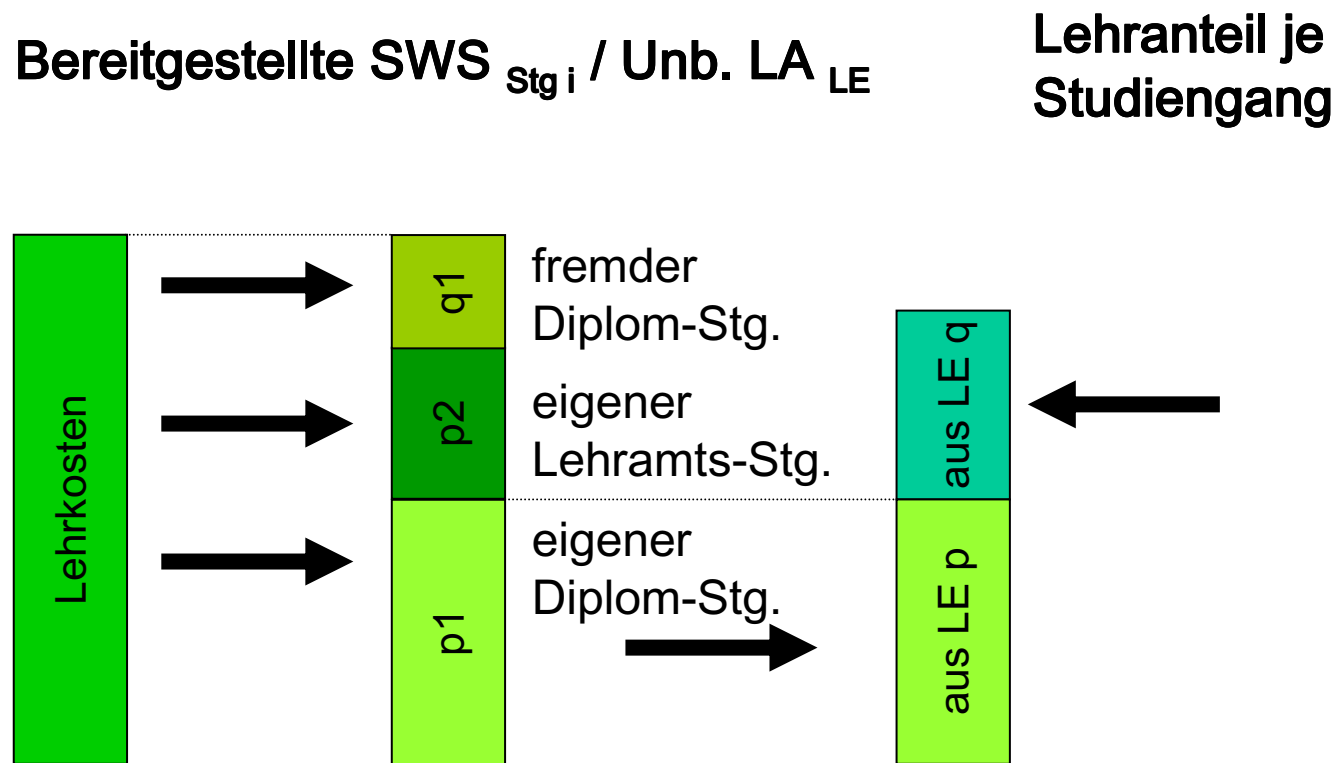 Bereitgestellte SWS Stg i / Unb. LA LE
Lehranteil je
Studiengang
Lehrkosten
q1
p2
p1
fremder
Diplom-Stg.
eigener
Lehramts-Stg.
eigener
Diplom-Stg.
aus LE q
aus LE p